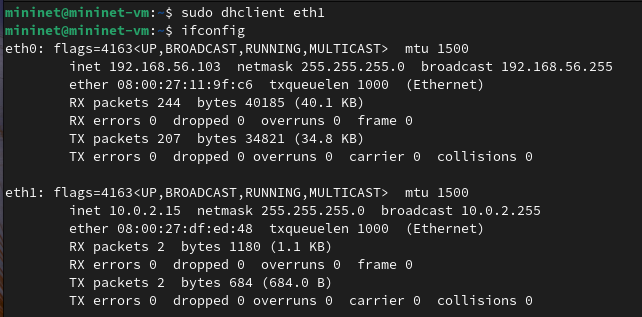 mininet@mininet-vm:~$ sudo dhclient eth1
mininet@mininet-vm:~$ ifconfig
eth0: flags=4163<UP,BROADCAST,RUNNING,MULTICAST>  mtu 1500
        inet 192.168.56.103  netmask 255.255.255.0  broadcast 192.168.56.255
        ether 08:00:27:11:9f:c6  txqueuelen 1000  (Ethernet)
        RX packets 244  bytes 40185 (40.1 KB)
        RX errors 0  dropped 0  overruns 0  frame 0
        TX packets 207  bytes 34821 (34.8 KB)
        TX errors 0  dropped 0 overruns 0  carrier 0  collisions 0

eth1: flags=4163<UP,BROADCAST,RUNNING,MULTICAST>  mtu 1500
        inet 10.0.2.15  netmask 255.255.255.0  broadcast 10.0.2.255
        ether 08:00:27:df:ed:48  txqueuelen 1000  (Ethernet)
        RX packets 2  bytes 1180 (1.1 KB)
        RX errors 0  dropped 0  overruns 0  frame 0
        TX packets 2  bytes 684 (684.0 B)
        TX errors 0  dropped 0 overruns 0  carrier 0  collisions 0